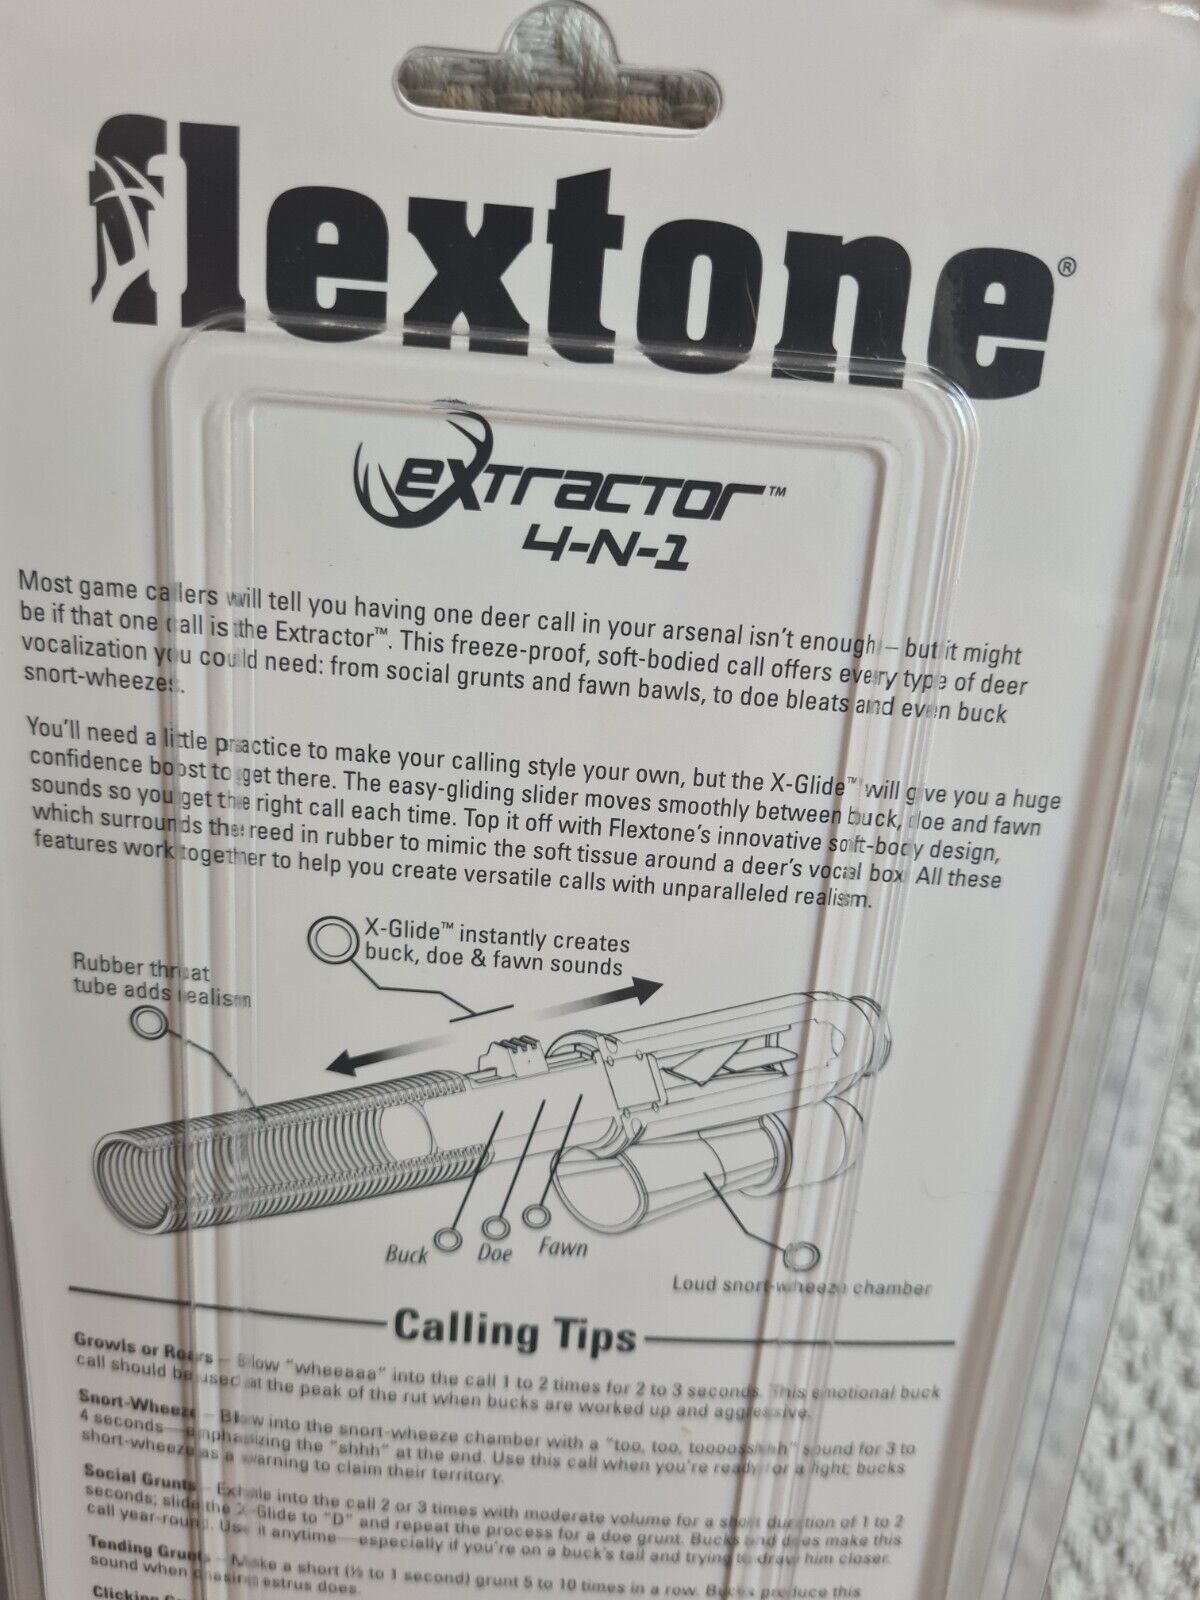 flextone®
extractor™
4-N-1
Most game callers will tell you having one deer call in your arsenal isn't enough – but it might
be if that one call is the Extractor™. This freeze-proof, soft-bodied call offers every type of deer
vocalization you could need: from social grunts and fawn bawls, to doe bleats and even buck
snort-wheezes.
You'll need a little practice to make your calling style your own, but the X-Glide™ will give you a huge
confidence boost to get there. The easy-gliding slider moves smoothly between buck, doe and fawn
sounds so you get the right call each time. Top it off with Flextone's innovative soft-body design,
which surrounds the reed in rubber to mimic the soft tissue around a deer's vocal box. All these
features work together to help you create versatile calls with unparalleled realism.
X-Glide™ instantly creates
buck, doe & fawn sounds
Rubber throat
tube adds realism
Buck
Doe
Fawn
Loud snort-wheeze chamber
Calling Tips
Growls or Roars – Blow "wheeaaa" into the call 1 to 2 times for 2 to 3 seconds. This emotional buck
call should be used at the peak of the rut when bucks are worked up and aggressive.
Snort-Wheeze – Blow into the snort-wheeze chamber with a "too, too, toooosshhh" sound for 3 to
4 seconds—emphasizing the "shhh" at the end. Use this call when you're ready for a fight; bucks
short-wheeze as a warning to claim their territory.
Social Grunts – Exhale into the call 2 or 3 times with moderate volume for a short duration of 1 to 2
seconds; slide the X-Glide to "D" and repeat the process for a doe grunt. Bucks and does make this
call year-round. Use it anytime—especially if you're on a buck's tail and trying to draw him closer.
Tending Grunts – Make a short (½ to 1 second) grunt 5 to 10 times in a row. Bucks produce this
sound when chasing estrus does.
Clicking